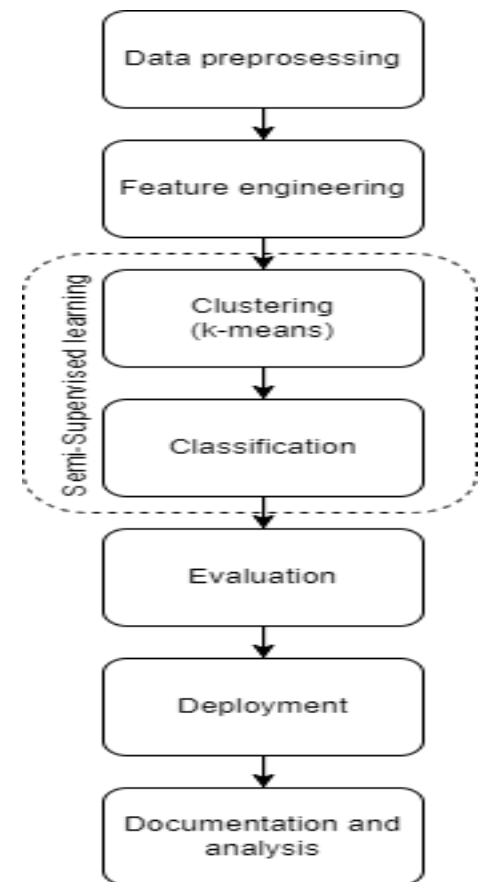 Data preprosessing
Feature engineering
Semi-Supervised learning
Clustering
(k-means)
Classification
Evaluation
Deployment
Documentation and
analysis